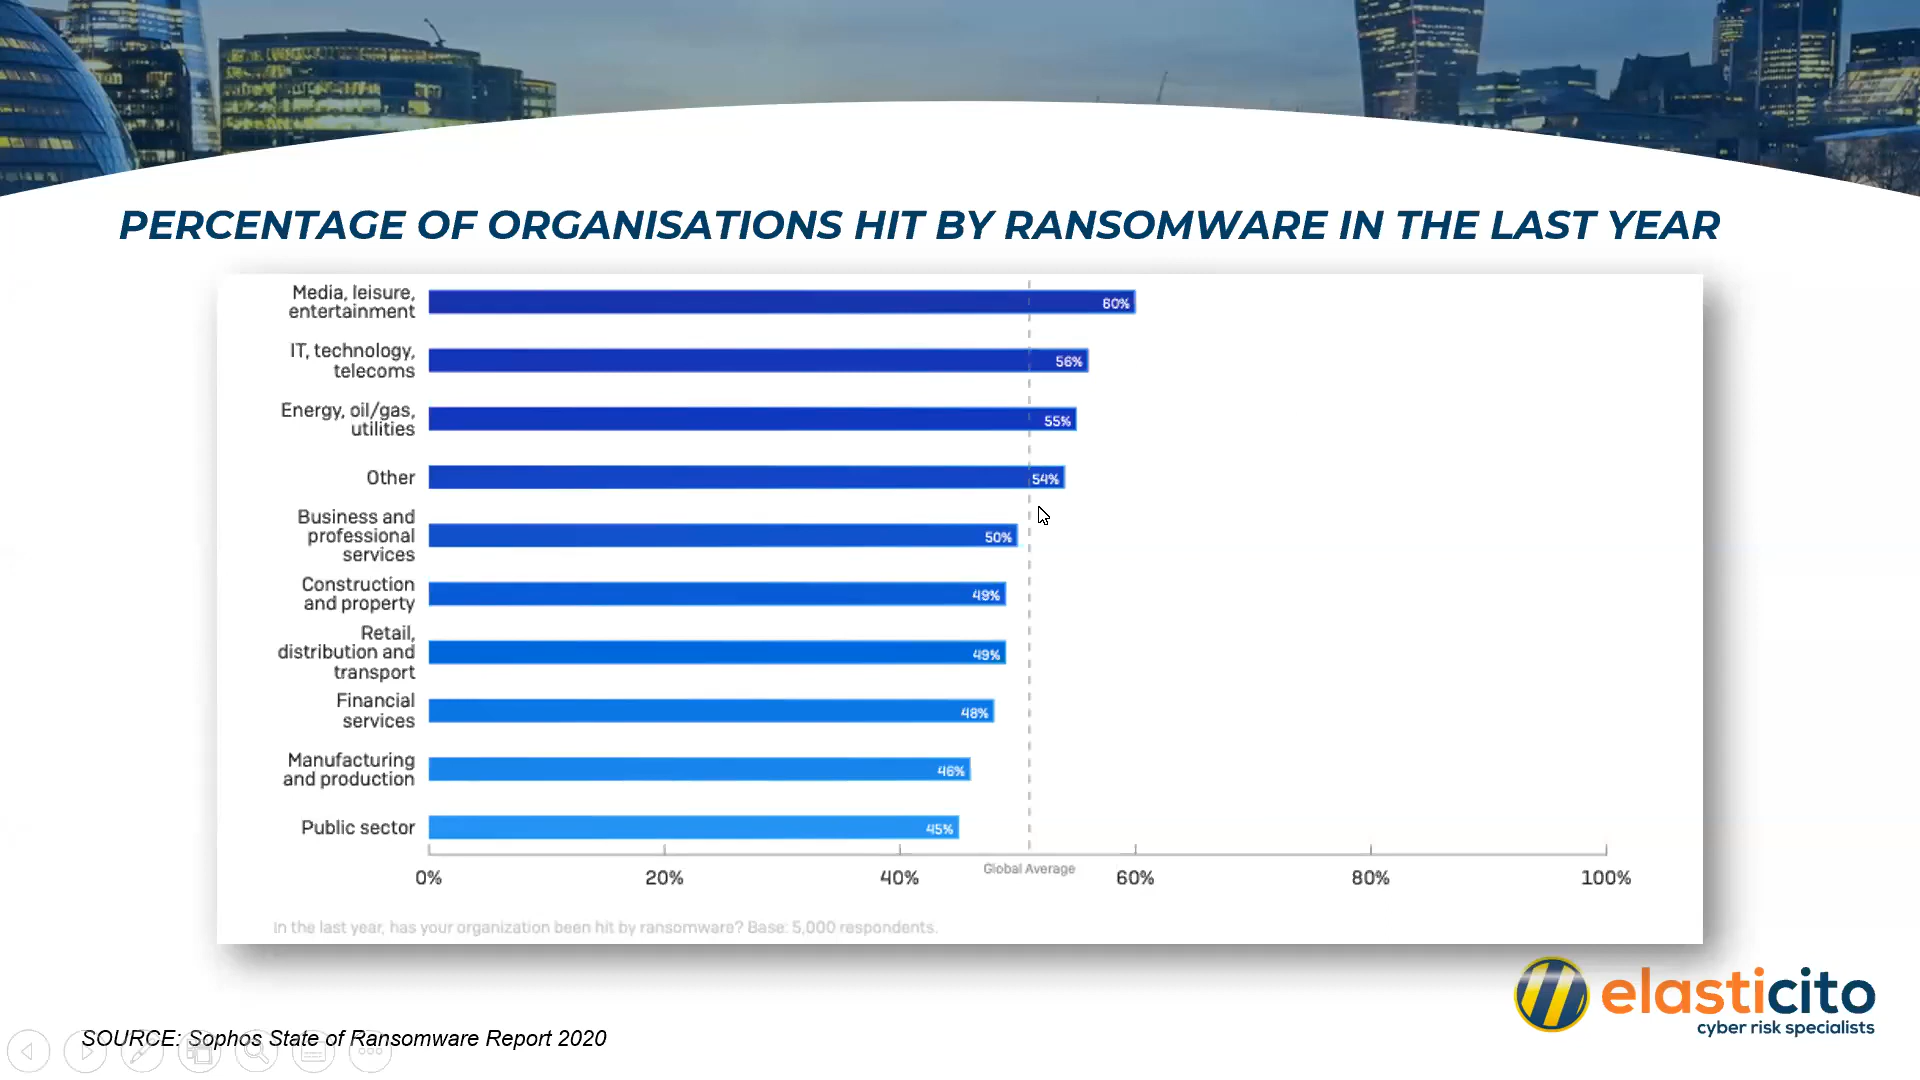 PERCENTAGE OF ORGANISATIONS HIT BY RANSOMWARE IN THE LAST YEAR
Media, leisure,
entertainment
60%
IT, technology,
telecoms
56%
Energy, oil/gas,
utilities
55%
Other
54%
Business and
professional
services
50%
Construction
and property
49%
Retail,
distribution and
transport
49%
Financial
services
48%
Manufacturing
and production
46%
Public sector
45%
Global Average
0%
20%
40%
60%
80%
100%
In the last year, has your organization been hit by ransomware? Base: 5,000 respondents.
elasticito
cyber risk specialists
SOURCE: Sophos State of Ransomware Report 2020